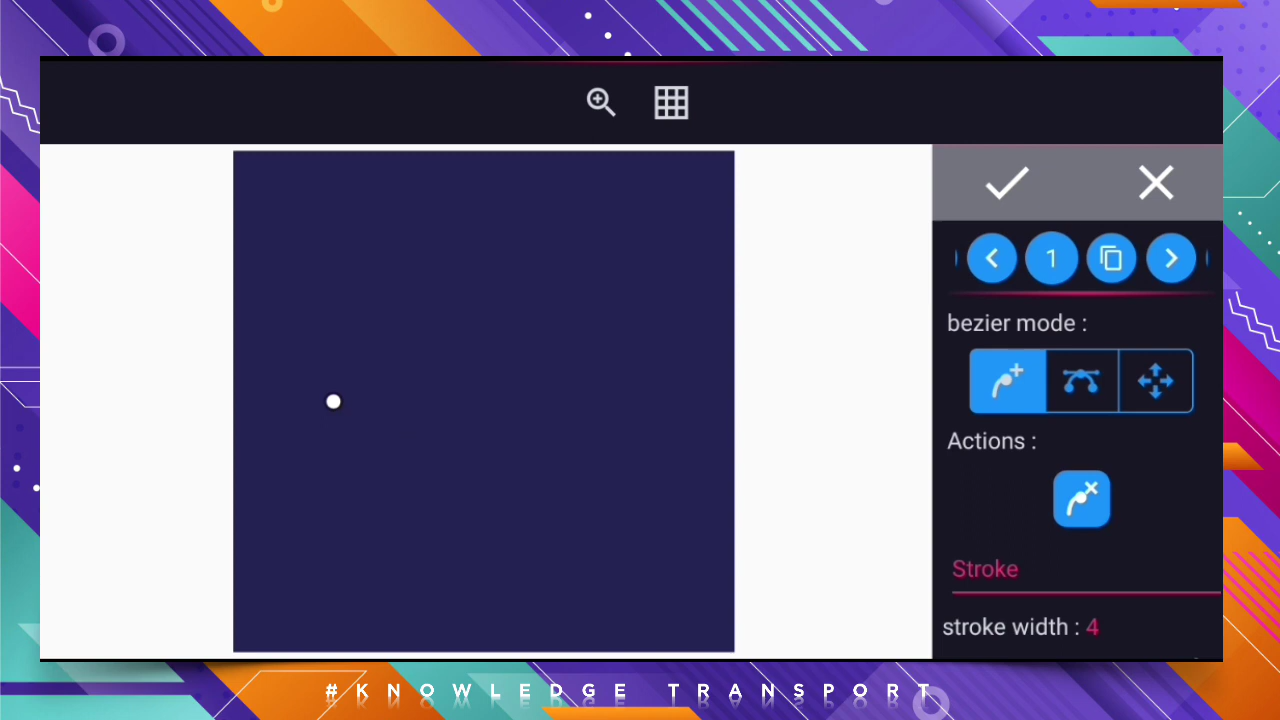 1
bezier mode :
Actions :
Stroke
stroke width : 4
#KNOWLEDGE TRANSPORT